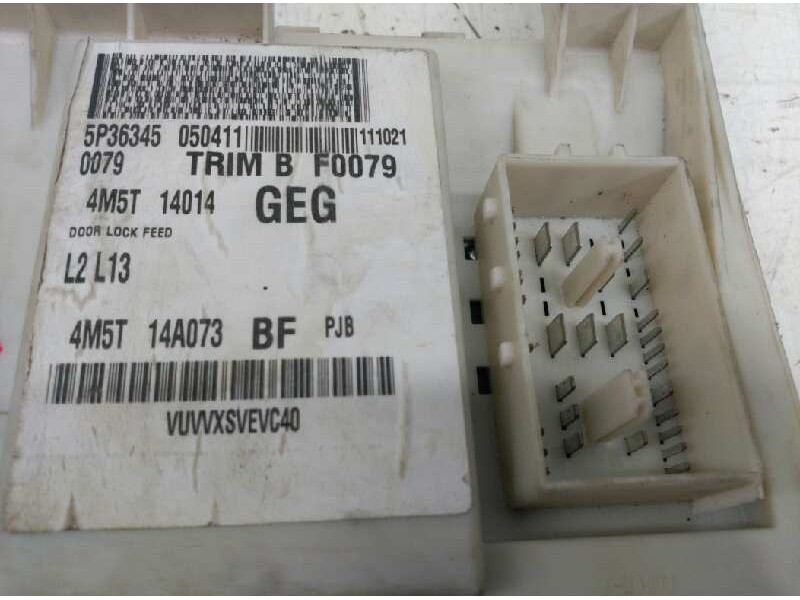 5P36345 050411 111021
0079 TRIM B F0079
4M5T 14014 GEG
DOOR LOCK FEED
L2 L13
4M5T 14A073 BF PJB
VUVVXSVEVC40